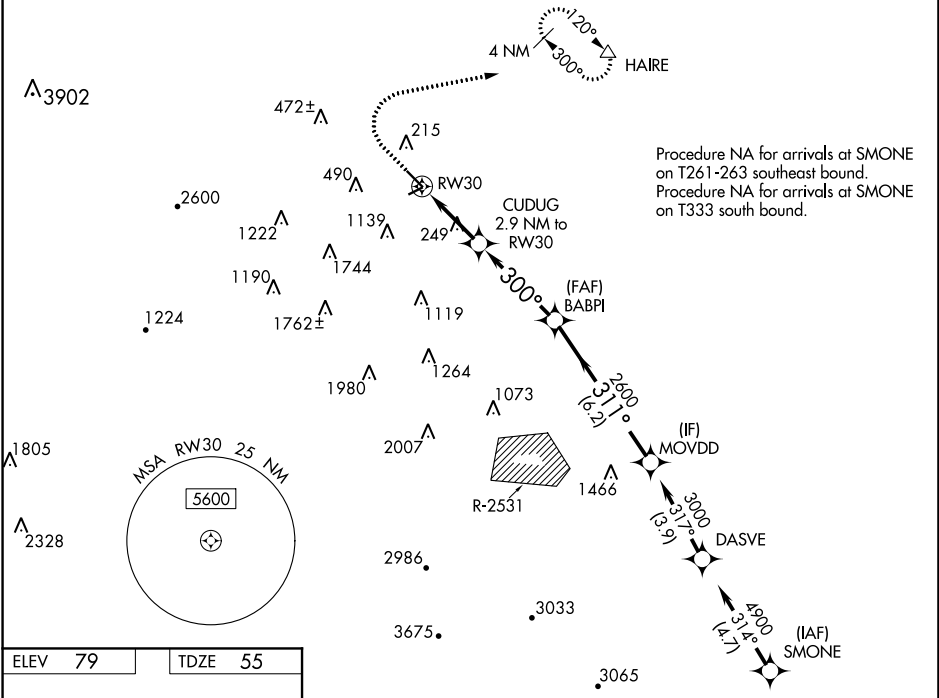 120°
4 NM
300°
HAIRE
3902
472±
215
Procedure NA for arrivals at SMONE
on T261-263 southeast bound.
Procedure NA for arrivals at SMONE
on T333 south bound.
490
RW30
2600
CUDUG
2.9 NM to
RW30
1222
1139
249
1744
1190
300°
(FAF)
BABPI
1762±
1119
1224
1264
1980
2600
311°
(6.2)
1073
(IF)
MOVDD
2007
1805
MSA RW30 25 NM
5600
R-2531
1466
3000
317°
(3.9)
DASVE
2328
2986
3033
4900
314°
(4.7)
(IAF)
SMONE
3675
3065
ELEV 79
TDZE 55